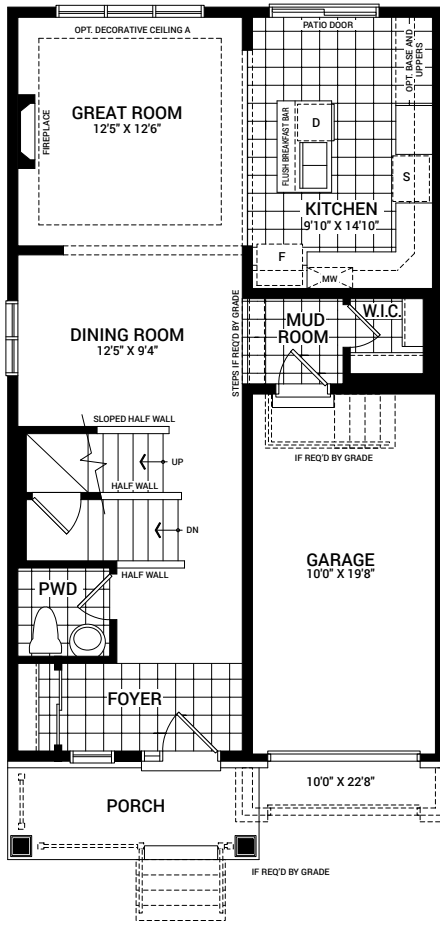 OPT. DECORATIVE CEILING A
PATIO DOOR
OPT. BASE AND
UPPERS
GREAT ROOM
12'5" X 12'6"
FIREPLACE
FLUSH BREAKFAST BAR
D
S
KITCHEN
9'10" X 14'10"
F
MW
STEPS IF REQ'D BY GRADE
MUD
ROOM
W.I.C.
DINING ROOM
12'5" X 9'4"
SLOPED HALF WALL
UP
HALF WALL
DN
HALF WALL
IF REQ'D BY GRADE
PWD
GARAGE
10'0" X 19'8"
FOYER
PORCH
10'0" X 22'8"
IF REQ'D BY GRADE